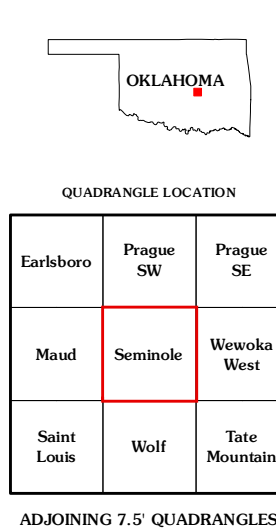 OKLAHOMA
QUADRANGLE LOCATION
Earlsboro
Prague
SW
Prague
SE
Maud
Seminole
Wewoka
West
Saint
Louis
Wolf
Tate
Mountain
ADJOINING 7.5' QUADRANGLES